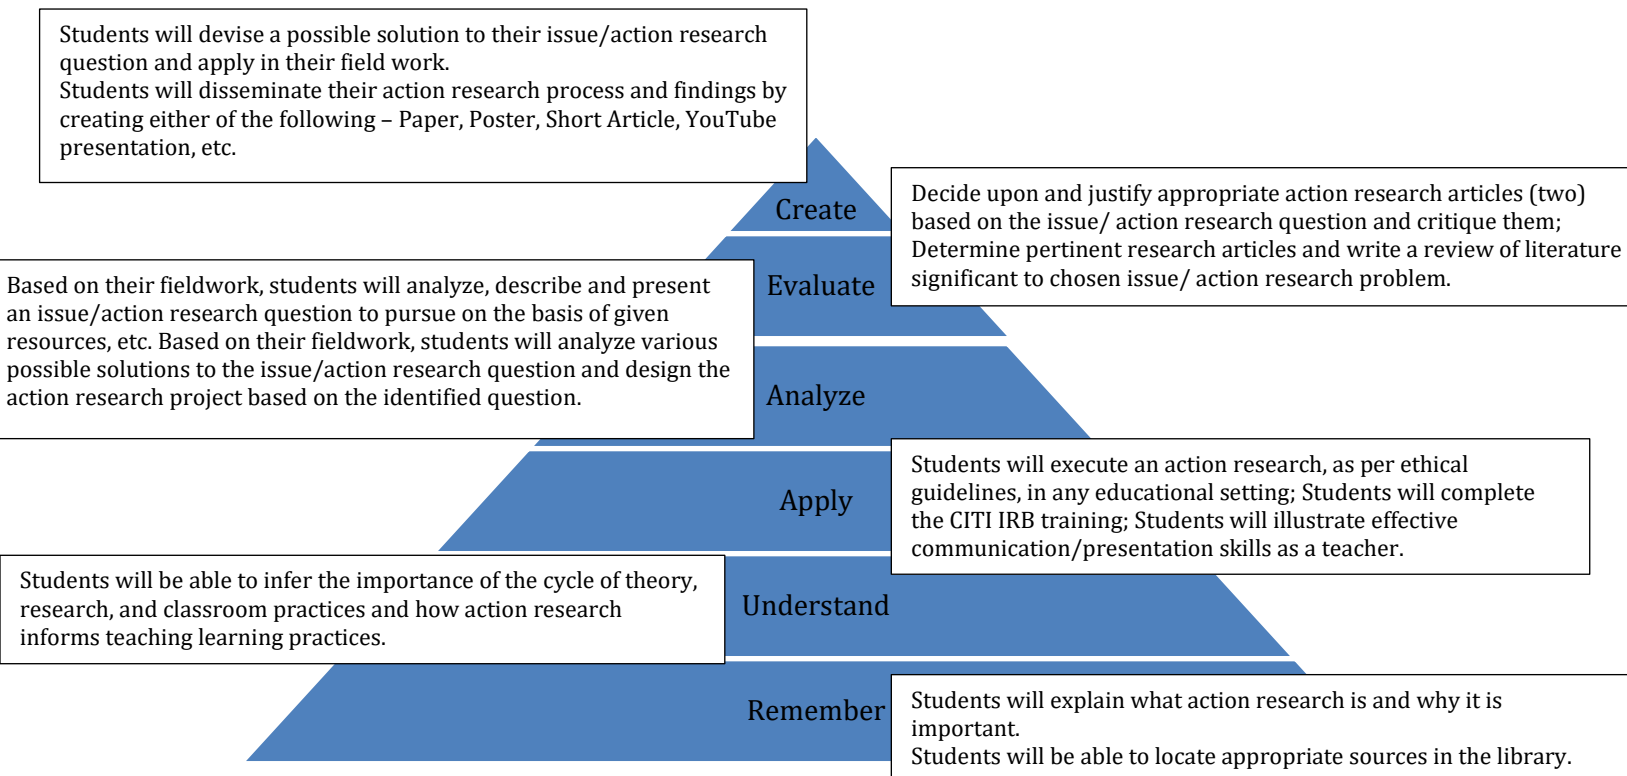 Students will devise a possible solution to their issue/action research
question and apply in their field work.
Students will disseminate their action research process and findings by
creating either of the following – Paper, Poster, Short Article, YouTube
presentation, etc.
Create
Decide upon and justify appropriate action research articles (two)
based on the issue/ action research question and critique them;
Determine pertinent research articles and write a review of literature
significant to chosen issue/ action research problem.
Evaluate
Based on their fieldwork, students will analyze, describe and present
an issue/action research question to pursue on the basis of given
resources, etc. Based on their fieldwork, students will analyze various
possible solutions to the issue/action research question and design the
action research project based on the identified question.
Analyze
Students will execute an action research, as per ethical
guidelines, in any educational setting; Students will complete
the CITI IRB training; Students will illustrate effective
communication/presentation skills as a teacher.
Apply
Students will be able to infer the importance of the cycle of theory,
research, and classroom practices and how action research
informs teaching learning practices.
Understand
Remember
Students will explain what action research is and why it is
important.
Students will be able to locate appropriate sources in the library.